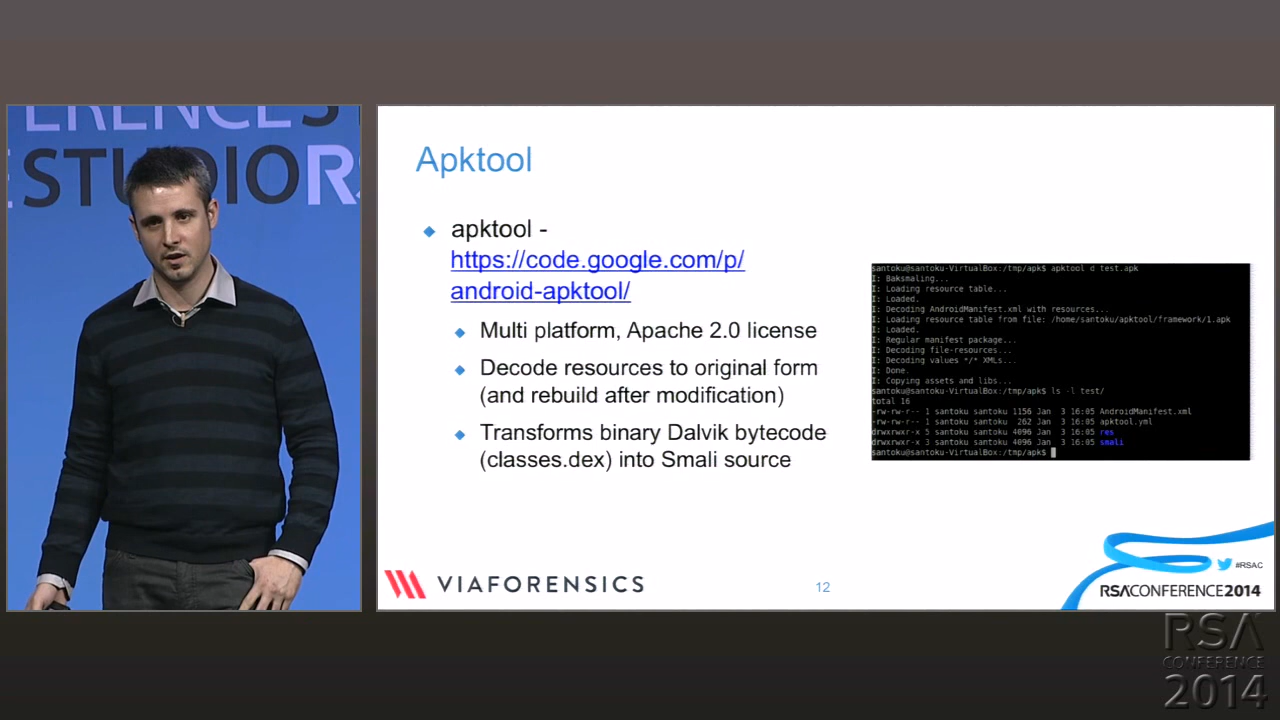 ERENCES
E STUDIORS
Apktool
apktool -
https://code.google.com/p/
android-apktool/
Multi platform, Apache 2.0 license
Decode resources to original form
(and rebuild after modification)
Transforms binary Dalvik bytecode
(classes.dex) into Smali source
santoku@santoku-VirtualBox:/tmp/apk$ apktool d test.apk
I: Baksmaling...
I: Loading resource table...
I: Loaded.
I: Decoding AndroidManifest.xml with resources...
I: Loading resource table from file: /home/santoku/apktool/framework/1.apk
I: Loaded.
I: Regular manifest package...
I: Decoding file-resources...
I: Decoding values */* XMLs...
I: Done.
I: Copying assets and libs...
santoku@santoku-VirtualBox:/tmp/apk$ ls -l test/
total 16
-rw-rw-r-- 1 santoku santoku 1156 Jan  3 16:05 AndroidManifest.xml
-rw-rw-r-- 1 santoku santoku  262 Jan  3 16:05 apktool.yml
drwxrwxr-x 5 santoku santoku 4096 Jan  3 16:05 res
drwxrwxr-x 3 santoku santoku 4096 Jan  3 16:05 smali
santoku@santoku-VirtualBox:/tmp/apk$
VIAFORENSICS
12
#RSAC
RSACONFERENCE2014
RSA
CONFERENCE
2014